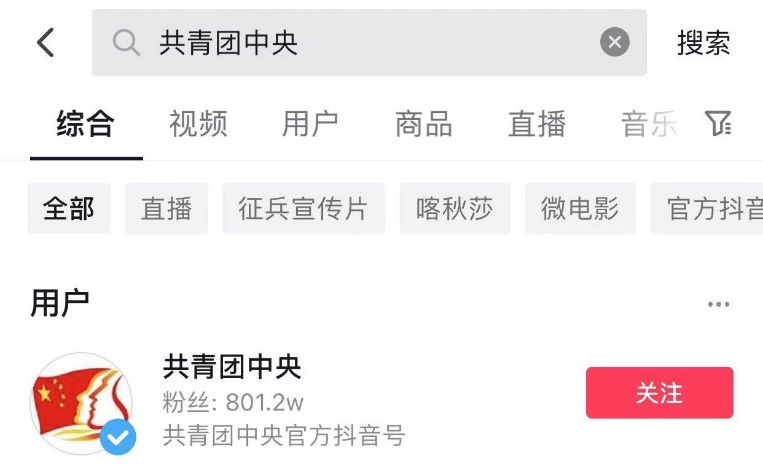 共青团中央 搜索
综合 视频 用户 商品 直播 音乐
全部 直播 征兵宣传片 喀秋莎 微电影 官方抖音
用户
共青团中央
粉丝: 801.2w 关注
共青团中央官方抖音号